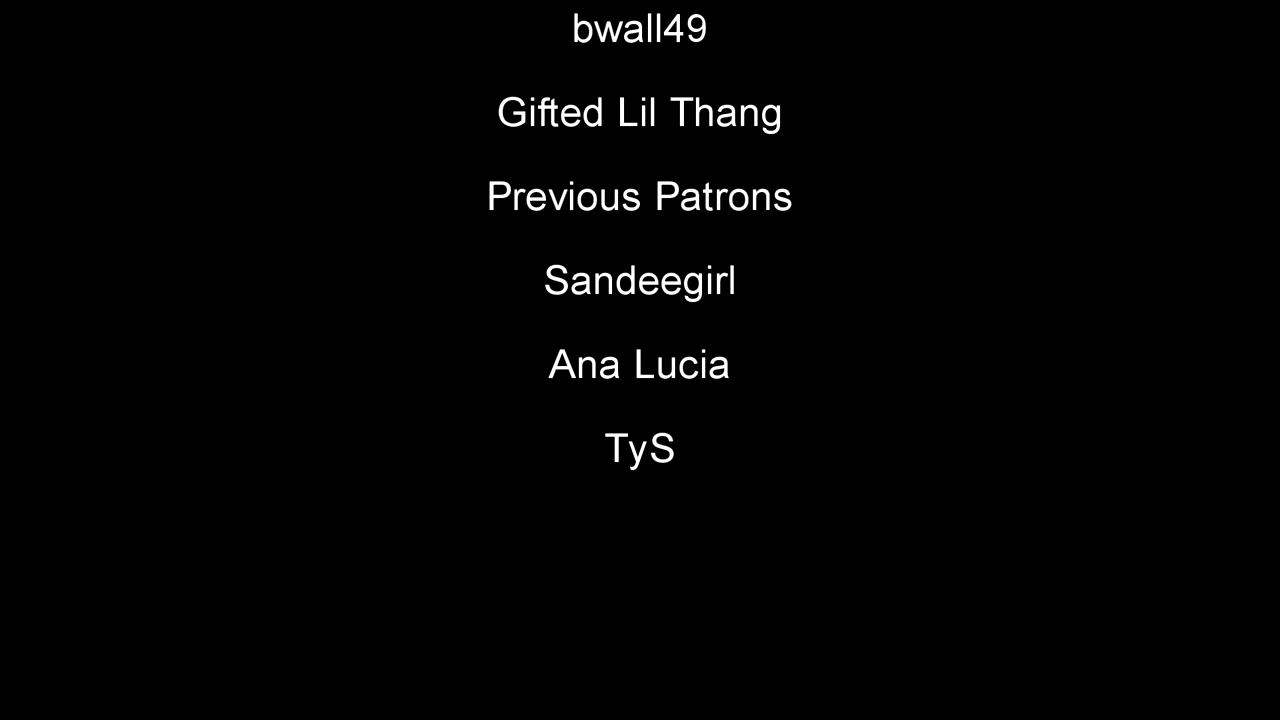 bwall49
Gifted Lil Thang
Previous Patrons
Sandeegirl
Ana Lucia
TyS